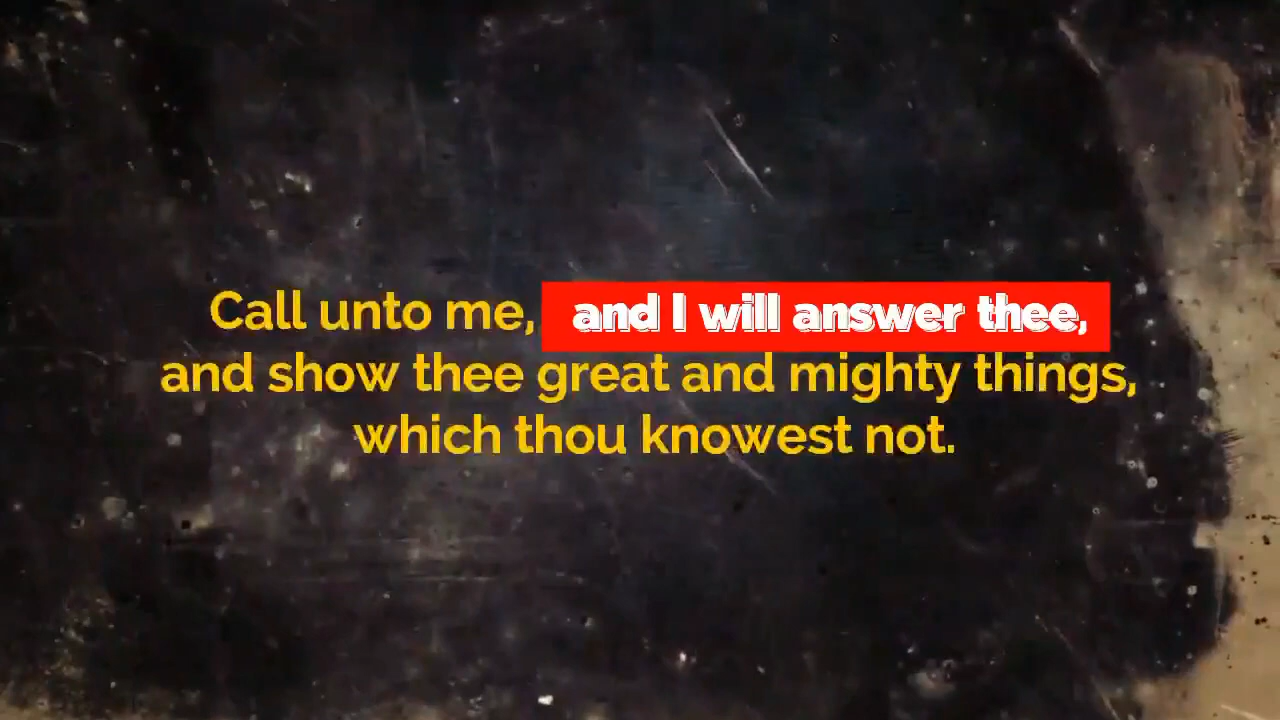 Call unto me, and I will answer thee,
and show thee great and mighty things,
which thou knowest not.